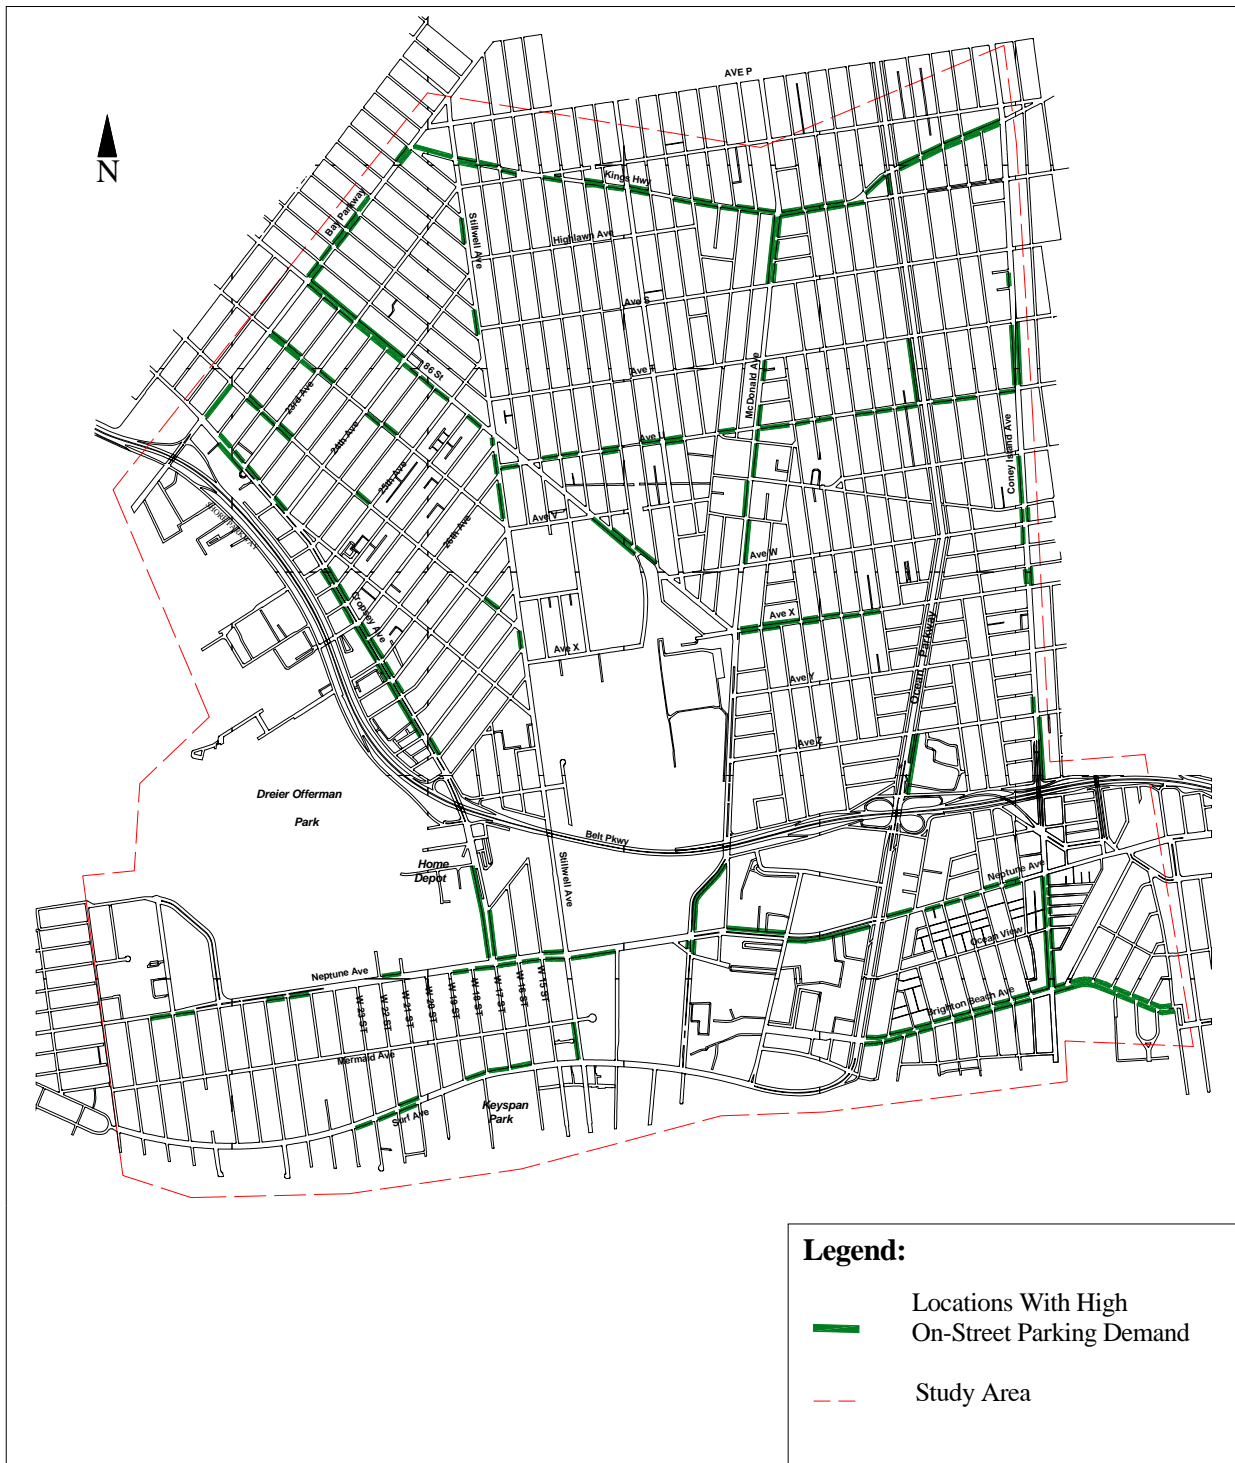 AVE P
N
Kings Hwy
Bay Parkway
Stillwell Ave
Highlawn Ave
Ave S
86 St
Ave T
McDonald Ave
23rd Ave
24th Ave
Ave U
Coney Island Ave
25th Ave
26th Ave
Ave V
Ave W
Cropsey Ave
Ave X
Ave X
Ocean Parkway
Ave Y
Ave Z
Dreier Offerman
Park
Belt Pkwy
Home
Depot
Stillwell Ave
Neptune Ave
Ocean View
Neptune Ave
W 23 ST
W 22 ST
W 21 ST
W 20 ST
W 19 ST
W 18 ST
W 17 ST
W 16 ST
W 15 ST
Brighton Beach Ave
Mermaid Ave
Surf Ave
Keyspan
Park
Legend:
Locations With High
On-Street Parking Demand
Study Area